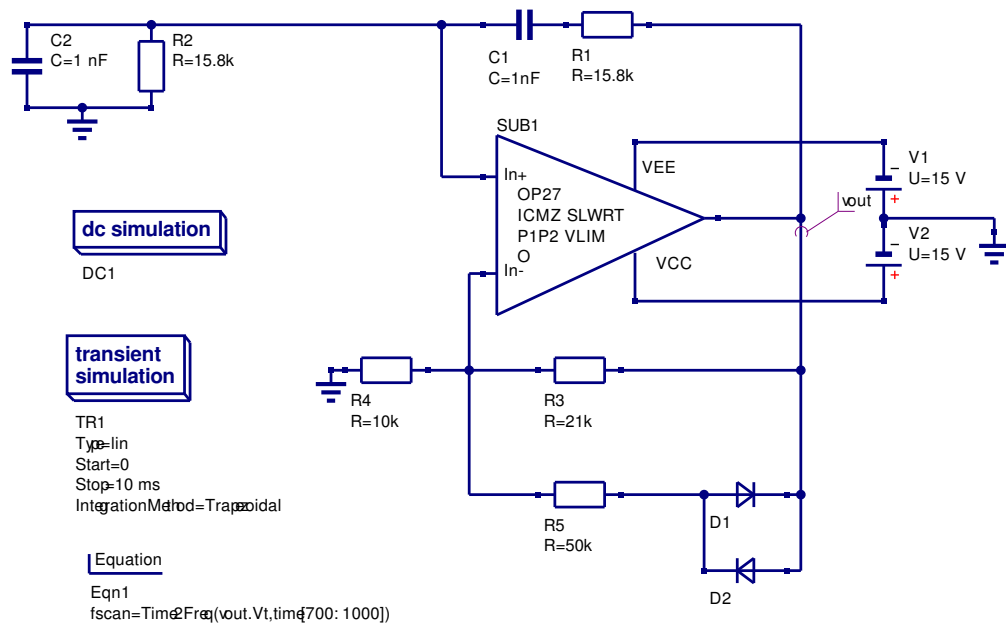 C2
C=1 nF
R2
R=15.8k
C1
C=1nF
R1
R=15.8k
SUB1
In+
OP27
ICMZ SLWRT
P1P2 VLIM
O
In-
VEE
VCC
vout
−
V1
U=15 V
+
−
V2
U=15 V
+
dc simulation
DC1
transient
simulation
TR1
Type=lin
Start=0
Stop=10 ms
IntegrationMethod=Trapezoidal
R4
R=10k
R3
R=21k
R5
R=50k
D1
D2
Equation
Eqn1
fscan=Time2Freq(vout.Vt,time[700: 1000])